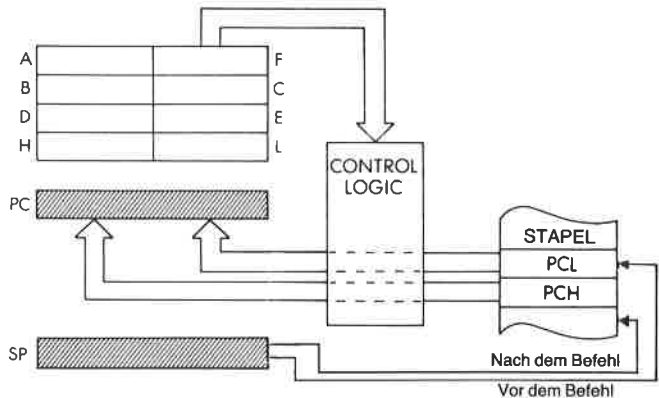 A F
B C
D E
H L
CONTROL
LOGIC
PC
STAPEL
PCL
PCH
SP
Nach dem Befehl
Vor dem Befehl